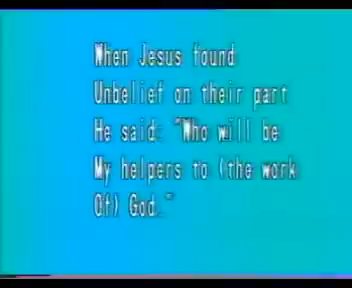 When Jesus found
Unbelief on their part
He said: "Who will be
My helpers to (the work
Of) God."